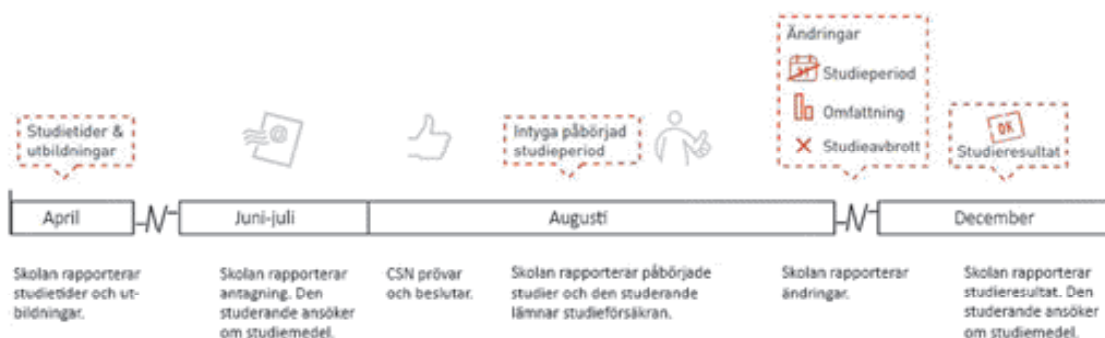 Ändringar
31
Studieperiod
Omfattning
Studieavbrott
Studietider &
utbildningar
@
Intyga påbörjad
studieperiod
OK
Studieresultat
April
Juni-juli
Augusti
December
Skolan rapporterar
studietider och ut-
bildningar.
Skolan rapporterar
antagning. Den
studerande ansöker
om studiemedel.
CSN prövar
och beslutar.
Skolan rapporterar påbörjade
studier och den studerande
lämnar studieförsäkran.
Skolan rapporterar
ändringar.
Skolan rapporterar
studieresultat. Den
studerande ansöker
om studiemedel.